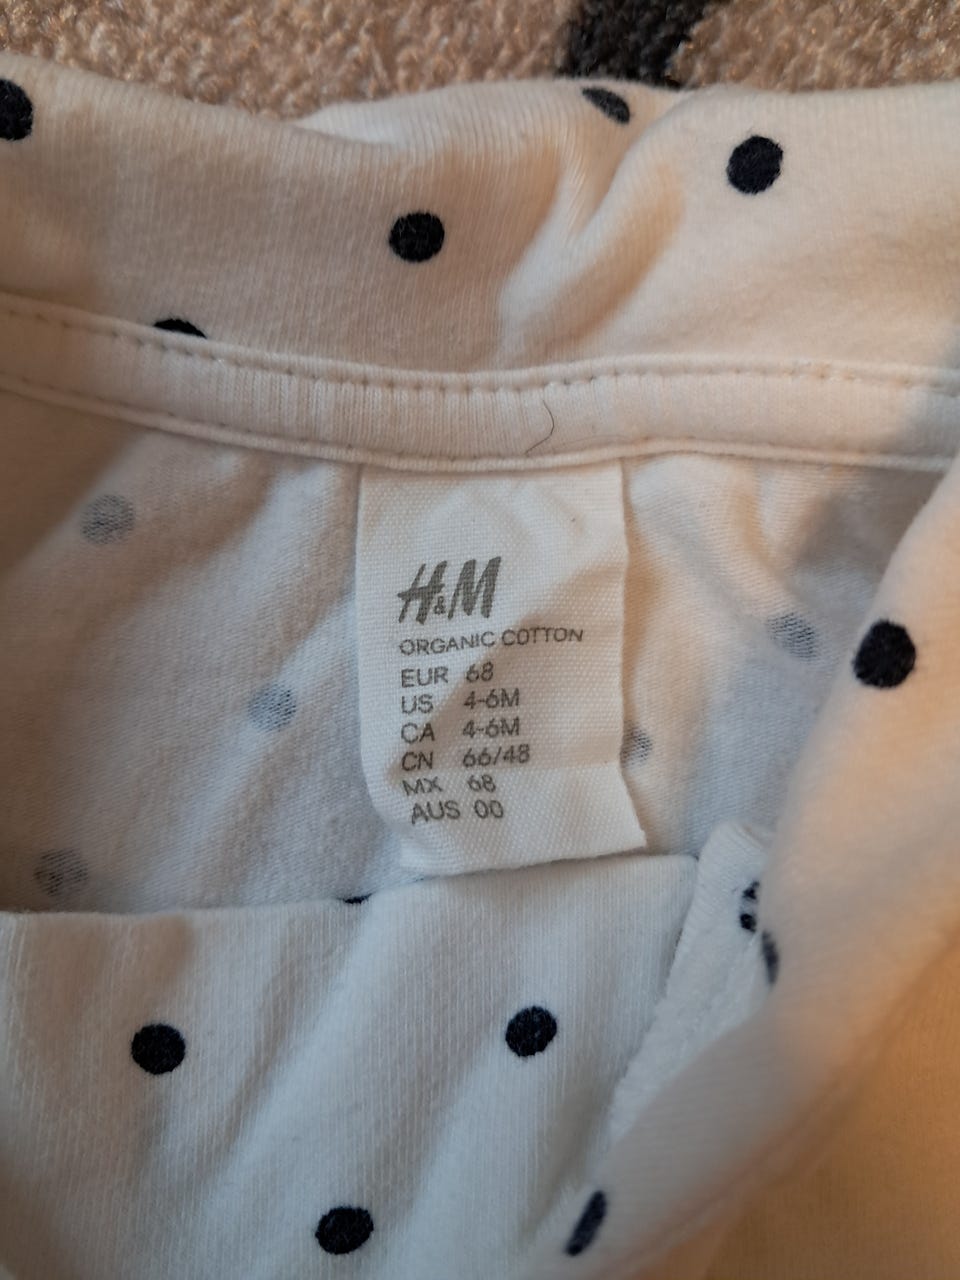 H&M
ORGANIC COTTON
EUR 68
US 4-6M
CA 4-6M
CN 66/48
MX 68
AUS 00